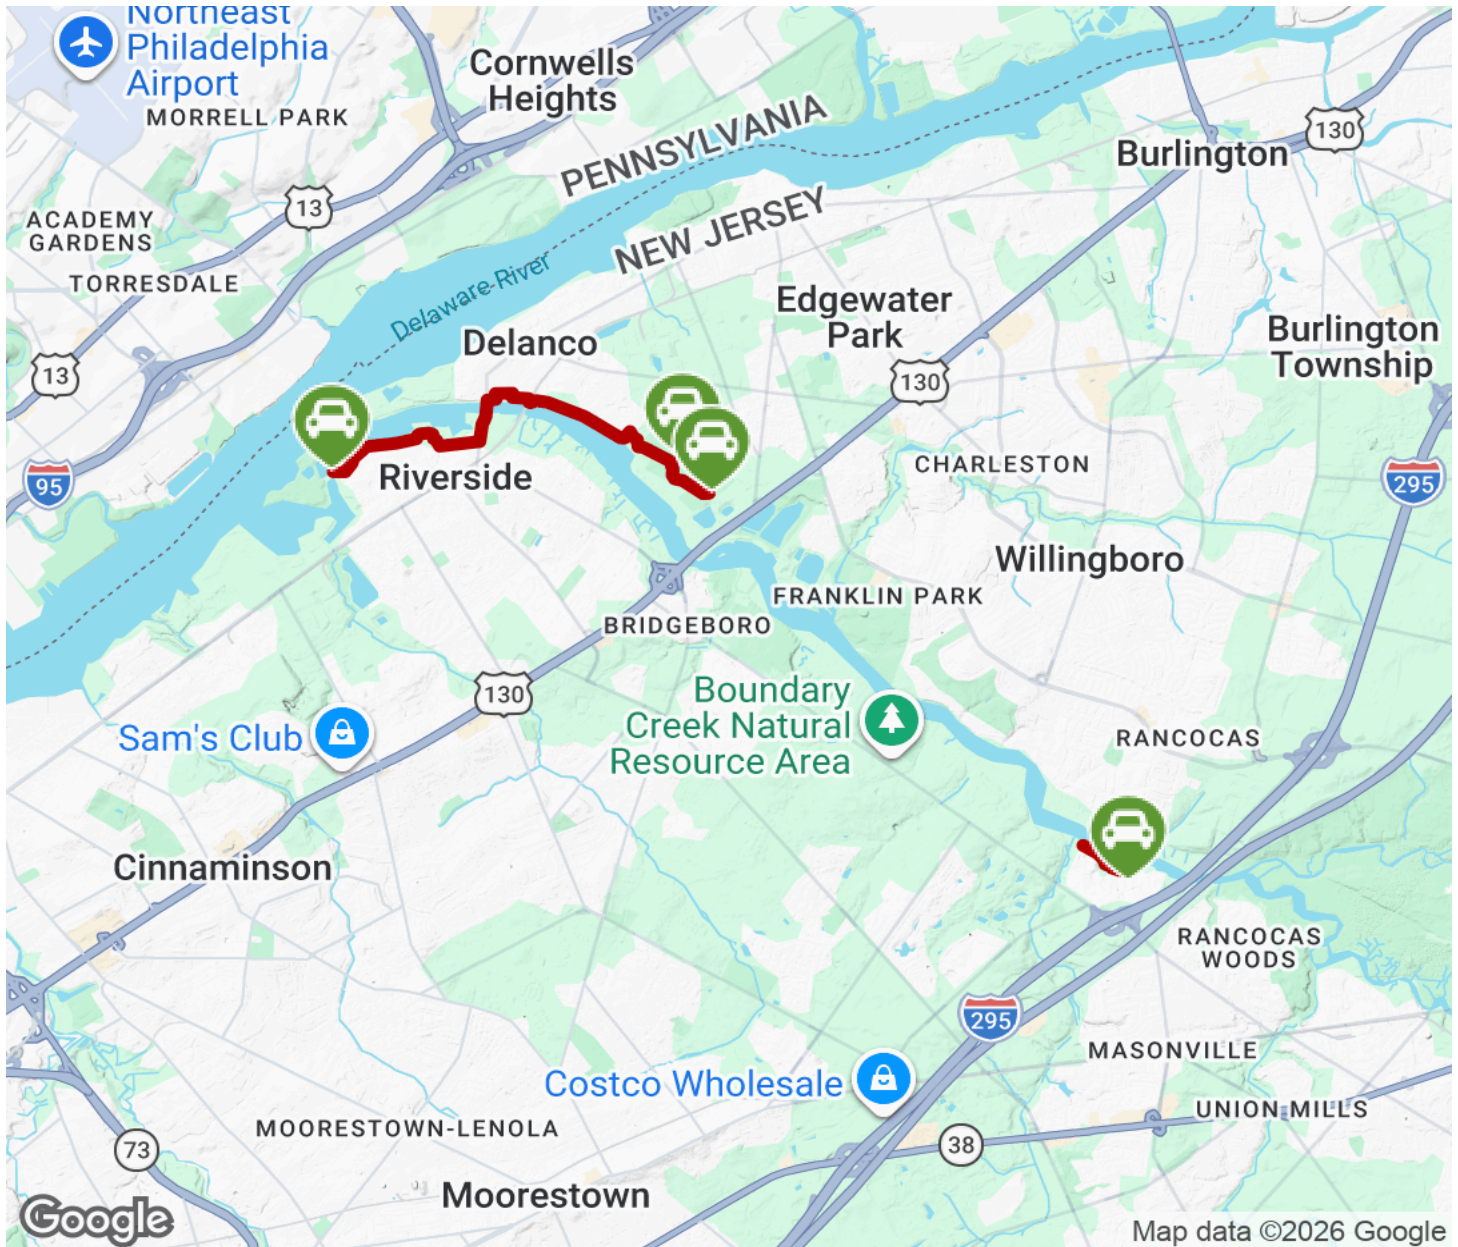 Northeast
Philadelphia
Airport
MORRELL PARK
Cornwells
Heights
PENNSYLVANIA
130
Burlington
13
ACADEMY
GARDENS
NEW JERSEY
TORRESDALE
Delaware River
Edgewater
Park
Delanco
Burlington
Township
13
130
CHARLESTON
Riverside
95
295
Willingboro
FRANKLIN PARK
BRIDGEBORO
130
Boundary
Creek Natural
Resource Area
Sam's Club
RANCOCAS
Cinnaminson
RANCOCAS
WOODS
295
MASONVILLE
Costco Wholesale
UNION MILLS
MOORESTOWN-LENOLA
73
38
Moorestown
Google
Map data ©2026 Google